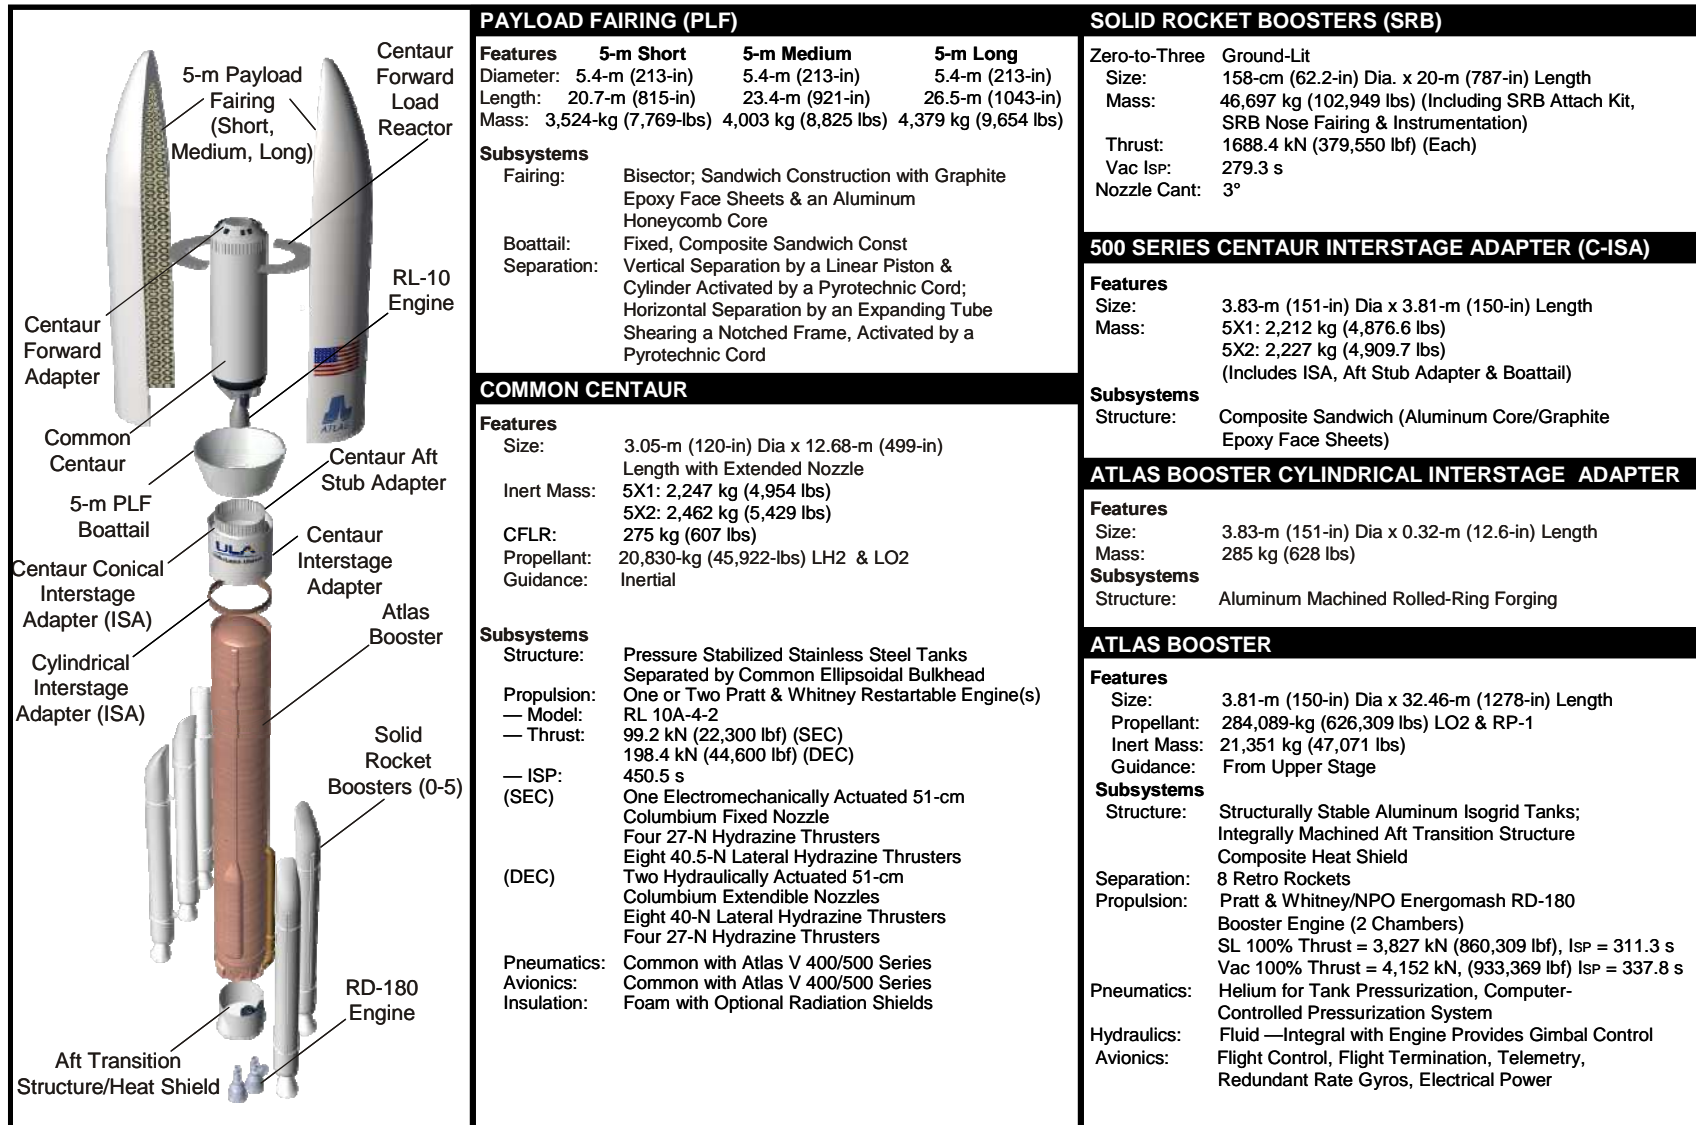 Centaur
Forward
Load
Reactor
5-m Payload
Fairing
(Short,
Medium, Long)
RL-10
Engine
Centaur
Forward
Adapter
ATLAS
Common
Centaur
Centaur Aft
Stub Adapter
5-m PLF
Boattail
ULA
Centaur
Interstage
Adapter
Centaur Conical
Interstage
Adapter (ISA)
Atlas
Booster
Cylindrical
Interstage
Adapter (ISA)
Solid
Rocket
Boosters (0-5)
RD-180
Engine
Aft Transition
Structure/Heat Shield
PAYLOAD FAIRING (PLF)
Features 5-m Short 5-m Medium 5-m Long
Diameter: 5.4-m (213-in) 5.4-m (213-in) 5.4-m (213-in)
Length: 20.7-m (815-in) 23.4-m (921-in) 26.5-m (1043-in)
Mass: 3,524-kg (7,769-lbs) 4,003 kg (8,825 lbs) 4,379 kg (9,654 lbs)
Subsystems
Fairing: Bisector; Sandwich Construction with Graphite
Epoxy Face Sheets & an Aluminum
Honeycomb Core
Boattail: Fixed, Composite Sandwich Const
Separation: Vertical Separation by a Linear Piston &
Cylinder Activated by a Pyrotechnic Cord;
Horizontal Separation by an Expanding Tube
Shearing a Notched Frame, Activated by a
Pyrotechnic Cord
COMMON CENTAUR
Features
Size: 3.05-m (120-in) Dia x 12.68-m (499-in)
Length with Extended Nozzle
Inert Mass: 5X1: 2,247 kg (4,954 lbs)
5X2: 2,462 kg (5,429 lbs)
CFLR: 275 kg (607 lbs)
Propellant: 20,830-kg (45,922-lbs) LH2 & LO2
Guidance: Inertial
Subsystems
Structure: Pressure Stabilized Stainless Steel Tanks
Separated by Common Ellipsoidal Bulkhead
Propulsion: One or Two Pratt & Whitney Restartable Engine(s)
— Model: RL 10A-4-2
— Thrust: 99.2 kN (22,300 lbf) (SEC)
198.4 kN (44,600 lbf) (DEC)
— ISP: 450.5 s
(SEC) One Electromechanically Actuated 51-cm
Columbium Fixed Nozzle
Four 27-N Hydrazine Thrusters
Eight 40.5-N Lateral Hydrazine Thrusters
(DEC) Two Hydraulically Actuated 51-cm
Columbium Extendible Nozzles
Eight 40-N Lateral Hydrazine Thrusters
Four 27-N Hydrazine Thrusters
Pneumatics: Common with Atlas V 400/500 Series
Avionics: Common with Atlas V 400/500 Series
Insulation: Foam with Optional Radiation Shields
SOLID ROCKET BOOSTERS (SRB)
Zero-to-Three Ground-Lit
Size: 158-cm (62.2-in) Dia. x 20-m (787-in) Length
Mass: 46,697 kg (102,949 lbs) (Including SRB Attach Kit,
SRB Nose Fairing & Instrumentation)
Thrust: 1688.4 kN (379,550 lbf) (Each)
Vac ISP: 279.3 s
Nozzle Cant: 3°
500 SERIES CENTAUR INTERSTAGE ADAPTER (C-ISA)
Features
Size: 3.83-m (151-in) Dia x 3.81-m (150-in) Length
Mass: 5X1: 2,212 kg (4,876.6 lbs)
5X2: 2,227 kg (4,909.7 lbs)
(Includes ISA, Aft Stub Adapter & Boattail)
Subsystems
Structure: Composite Sandwich (Aluminum Core/Graphite
Epoxy Face Sheets)
ATLAS BOOSTER CYLINDRICAL INTERSTAGE ADAPTER
Features
Size: 3.83-m (151-in) Dia x 0.32-m (12.6-in) Length
Mass: 285 kg (628 lbs)
Subsystems
Structure: Aluminum Machined Rolled-Ring Forging
ATLAS BOOSTER
Features
Size: 3.81-m (150-in) Dia x 32.46-m (1278-in) Length
Propellant: 284,089-kg (626,309 lbs) LO2 & RP-1
Inert Mass: 21,351 kg (47,071 lbs)
Guidance: From Upper Stage
Subsystems
Structure: Structurally Stable Aluminum Isogrid Tanks;
Integrally Machined Aft Transition Structure
Composite Heat Shield
Separation: 8 Retro Rockets
Propulsion: Pratt & Whitney/NPO Energomash RD-180
Booster Engine (2 Chambers)
SL 100% Thrust = 3,827 kN (860,309 lbf), ISP = 311.3 s
Vac 100% Thrust = 4,152 kN, (933,369 lbf) ISP = 337.8 s
Pneumatics: Helium for Tank Pressurization, Computer-
Controlled Pressurization System
Hydraulics: Fluid —Integral with Engine Provides Gimbal Control
Avionics: Flight Control, Flight Termination, Telemetry,
Redundant Rate Gyros, Electrical Power